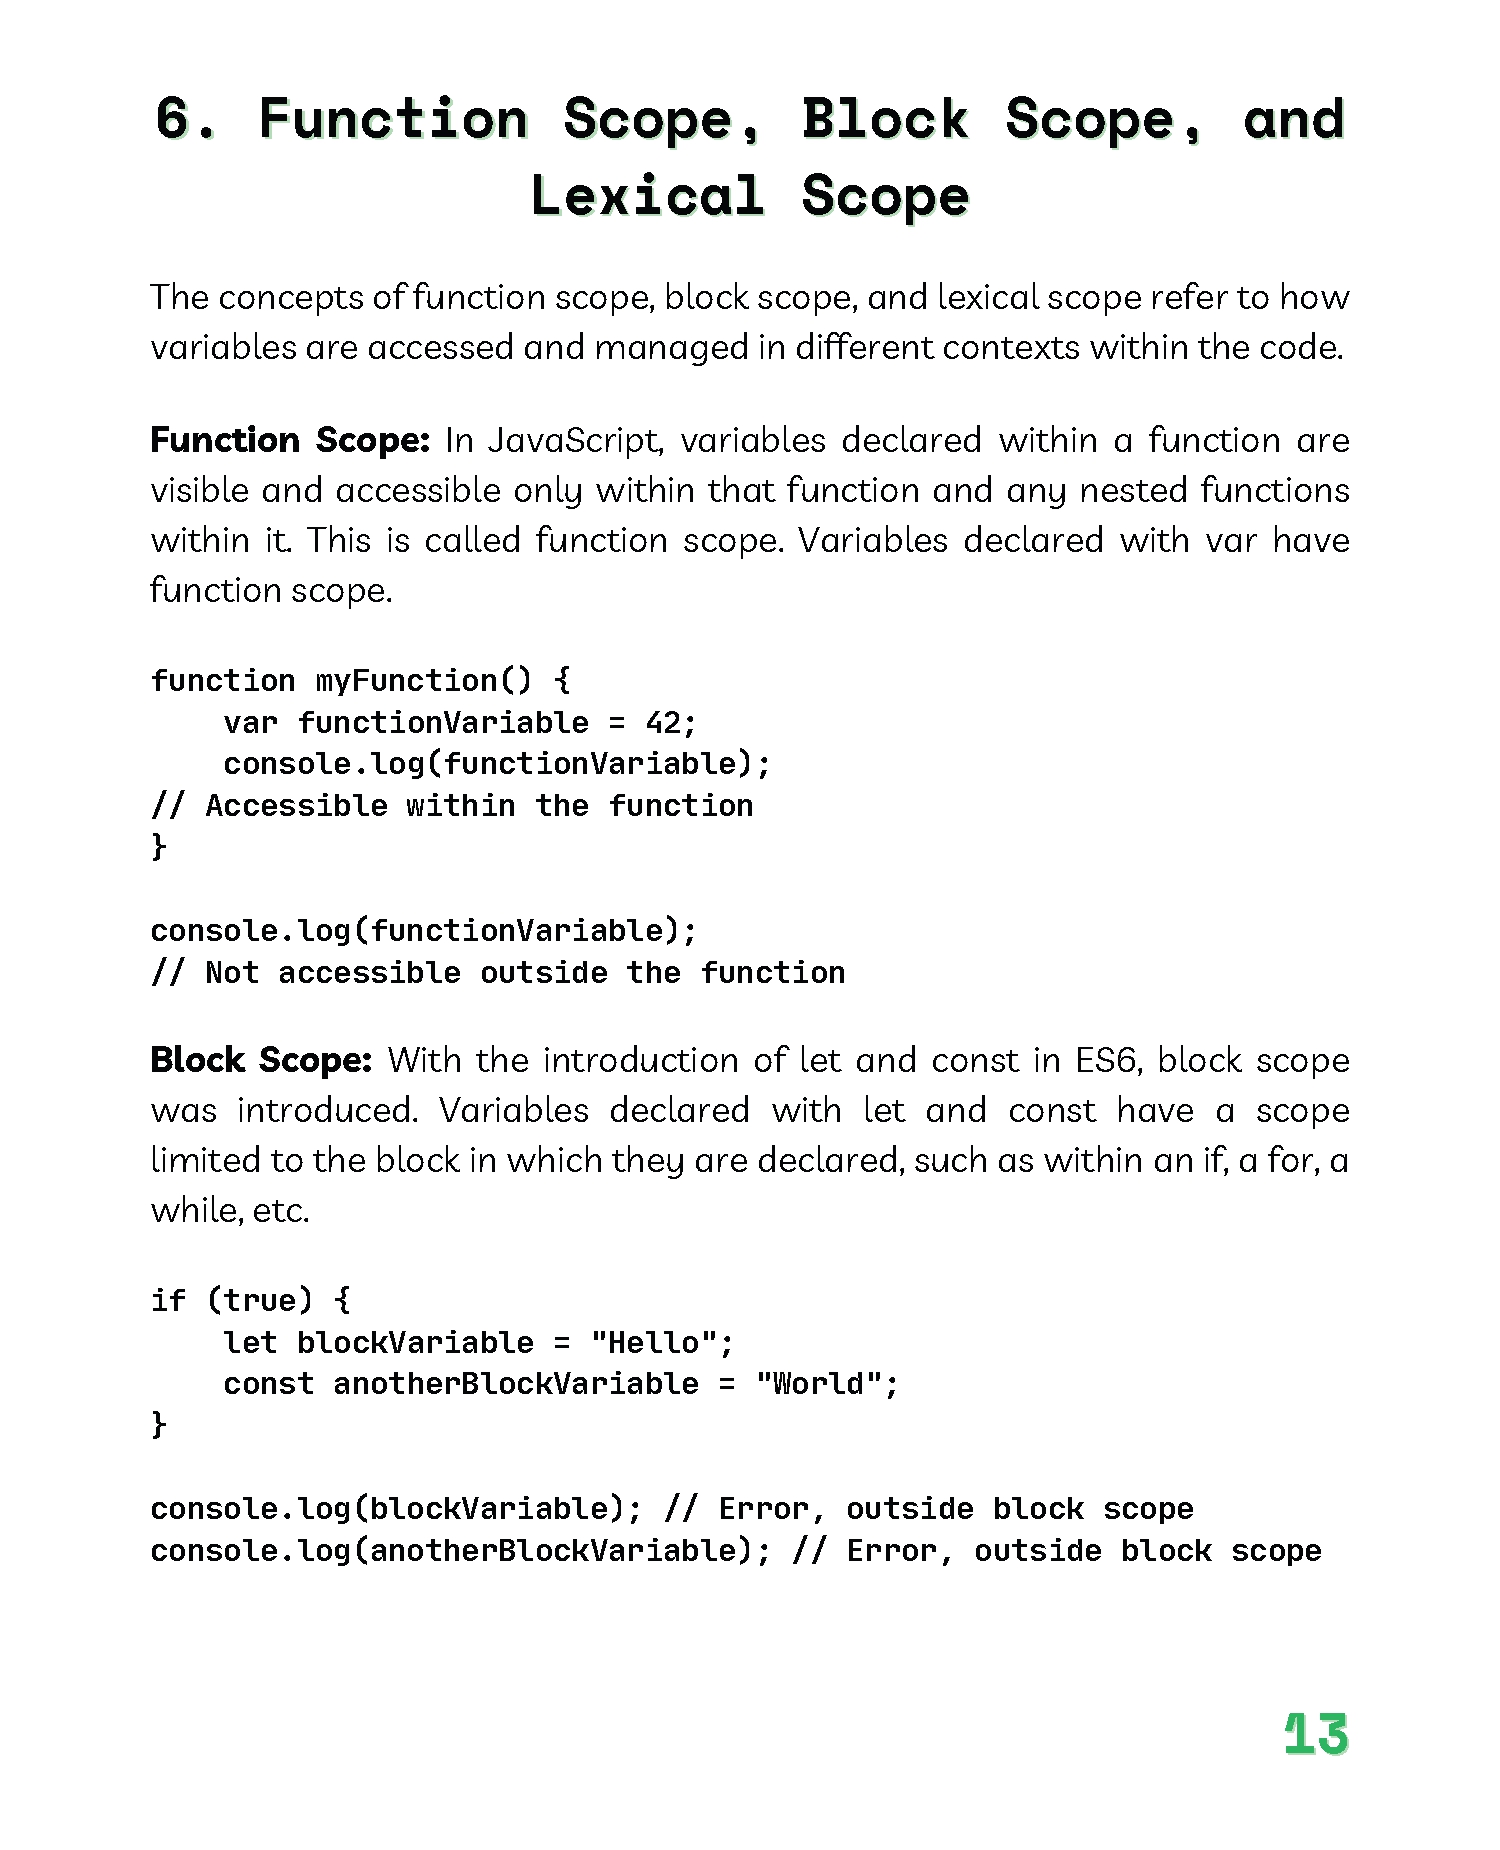 6. Function Scope, Block Scope, and
Lexical Scope
The concepts of function scope, block scope, and lexical scope refer to how
variables are accessed and managed in different contexts within the code.
Function Scope: In JavaScript, variables declared within a function are
visible and accessible only within that function and any nested functions
within it. This is called function scope. Variables declared with var have
function scope.
function myFunction() {
    var functionVariable = 42;
    console.log(functionVariable);
// Accessible within the function
}
console.log(functionVariable);
// Not accessible outside the function
Block Scope: With the introduction of let and const in ES6, block scope
was introduced. Variables declared with let and const have a scope
limited to the block in which they are declared, such as within an if, a for, a
while, etc.
if (true) {
    let blockVariable = "Hello";
    const anotherBlockVariable = "World";
}
console.log(blockVariable); // Error, outside block scope
console.log(anotherBlockVariable); // Error, outside block scope
13